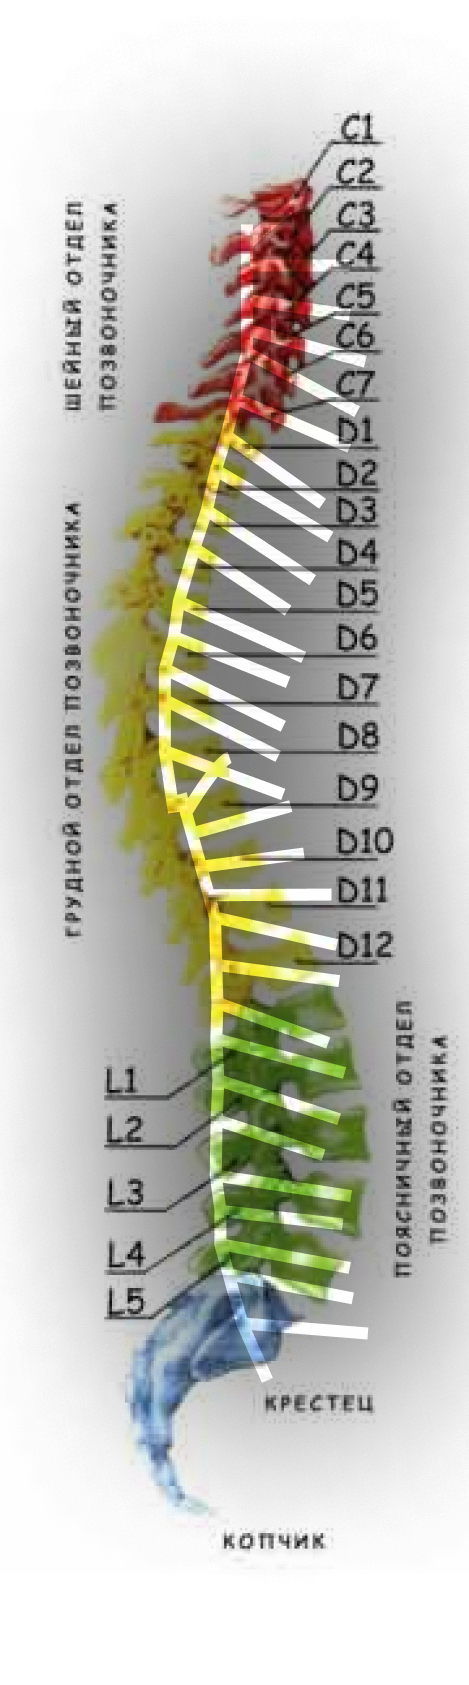 C1
C2
C3
C4
C5
C6
C7
ШЕЙНЫЙ ОТДЕЛ
ПОЗВОНОЧНИКА
D1
D2
D3
D4
D5
D6
D7
D8
D9
D10
D11
D12
ГРУДНОЙ ОТДЕЛ ПОЗВОНОЧНИКА
L1
L2
L3
L4
L5
ПОЯСНИЧНЫЙ ОТДЕЛ
ПОЗВОНОЧНИКА
КРЕСТЕЦ
КОПЧИК